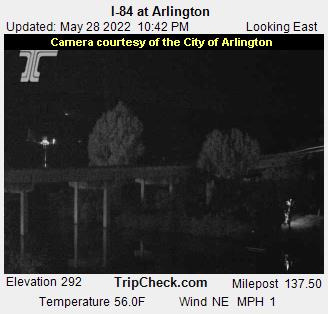 I-84 at Arlington
Updated: May 28 2022 10:42 PM Looking East
Camera courtesy of the City of Arlington
Elevation 292 TripCheck.com Milepost 137.50
Temperature 56.0F Wind NE MPH 1